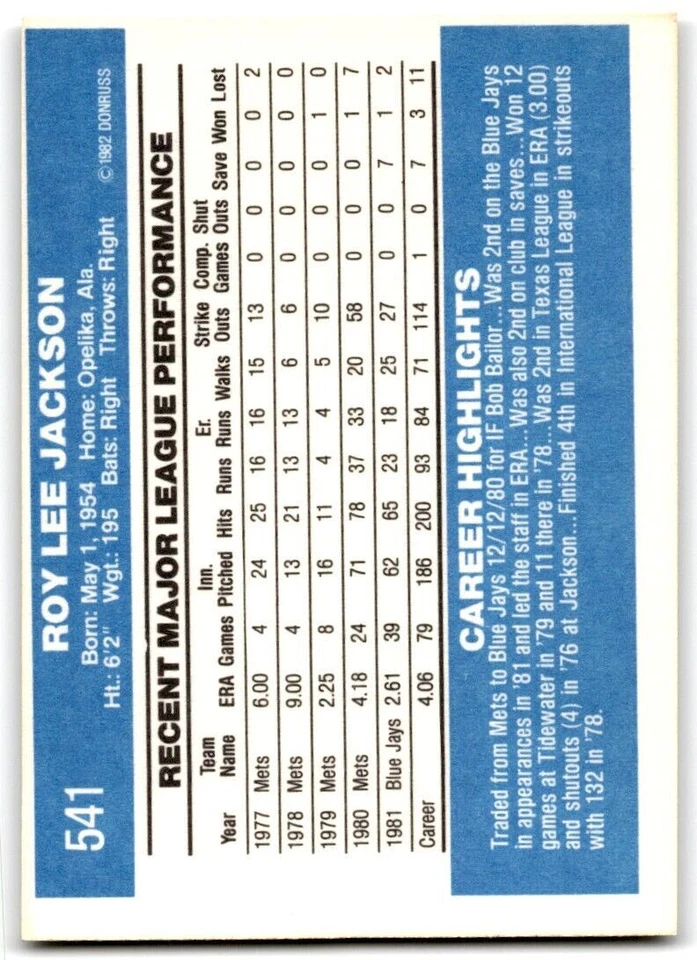 541 ROY LEE JACKSON
Born: May 1, 1954 Home: Opelika, Ala.
Ht.: 6'2" Wgt.: 195 Bats: Right Throws: Right ©1982 DONRUSS
RECENT MAJOR LEAGUE PERFORMANCE
Team Inn. Er. Strike Comp. Shut
Year Name ERA Games Pitched Hits Runs Runs Walks Outs Games Outs Save Won Lost
1977 Mets 6.00 4 24 25 16 16 15 13 0 0 0 0 2
1978 Mets 9.00 4 13 21 13 13 6 6 0 0 0 0 0
1979 Mets 2.25 8 16 11 4 4 5 10 0 0 0 1 0
1980 Mets 4.18 24 71 78 37 33 20 58 0 0 0 1 7
1981 Blue Jays 2.61 39 62 65 23 18 25 27 0 0 7 1 2
Career 4.06 79 186 200 93 84 71 114 1 0 7 3 11
CAREER HIGHLIGHTS
Traded from Mets to Blue Jays 12/12/80 for IF Bob Bailor...Was 2nd on the Blue Jays
in appearances in '81 and led the staff in ERA...Was also 2nd on club in saves...Won 12
games at Tidewater in '79 and 11 there in '78...Was 2nd in Texas League in ERA (3.00)
and shutouts (4) in '76 at Jackson...Finished 4th in International League in strikeouts
with 132 in '78.